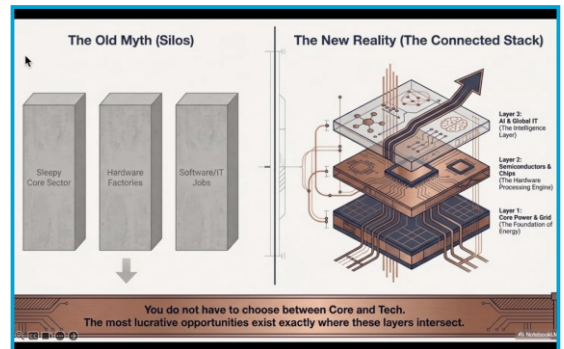 The Old Myth (Silos)
Sleepy
Core Sector
Hardware
Factories
Software/IT
Jobs
The New Reality (The Connected Stack)
Layer 3:
AI & Global IT
(The Intelligence
Layer)
Layer 2:
Semiconductors &
Chips
(The Hardware
Processing Engine)
Layer 1:
Core Power & Grid
(The Foundation of
Energy)
You do not have to choose between Core and Tech.
The most lucrative opportunities exist exactly where these layers intersect.
NotebookLM